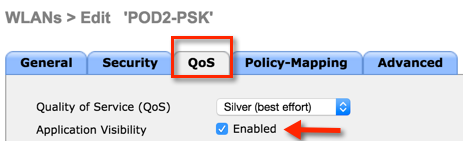 WLANs > Edit 'POD2-PSK'
General Security QoS Policy-Mapping Advanced
Quality of Service (QoS) Silver (best effort)
Application Visibility Enabled